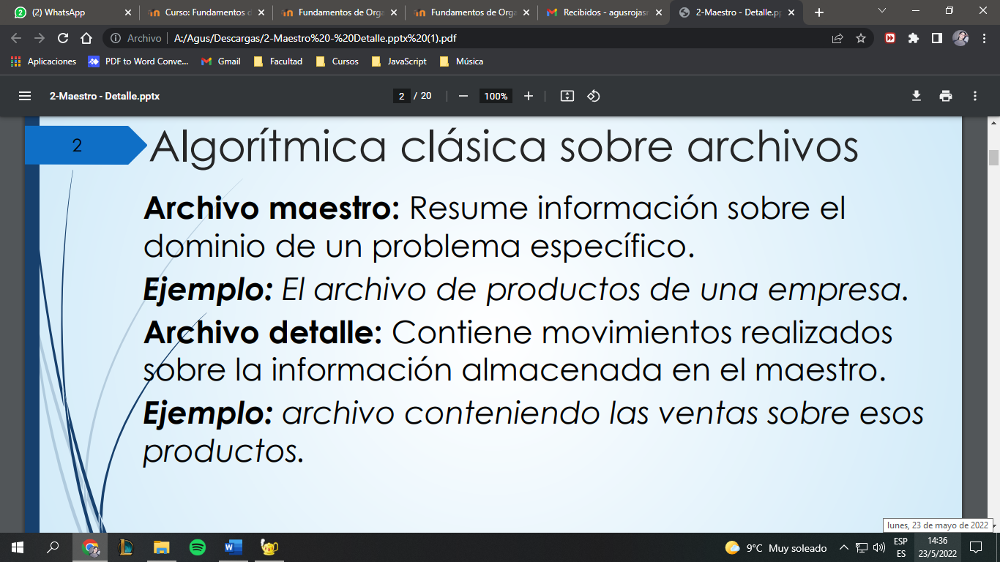 (2) WhatsApp
Curso: Fundamentos d
Fundamentos de Orga
Fundamentos de Orga
Recibidos - agusrojasr
2-Maestro - Detalle.pp
Archivo
A:/Agus/Descargas/2-Maestro%20-%20Detalle.pptx%20(1).pdf
Aplicaciones
PDF to Word Conve...
Gmail
Facultad
Cursos
JavaScript
Música
2-Maestro - Detalle.pptx
2 / 20
100%
2
Algorítmica clásica sobre archivos
Archivo maestro: Resume información sobre el
dominio de un problema específico.
Ejemplo: El archivo de productos de una empresa.
Archivo detalle: Contiene movimientos realizados
sobre la información almacenada en el maestro.
Ejemplo: archivo conteniendo las ventas sobre esos
productos.
lunes, 23 de mayo de 2022
9°C Muy soleado
ESP
ES
14:36
23/5/2022